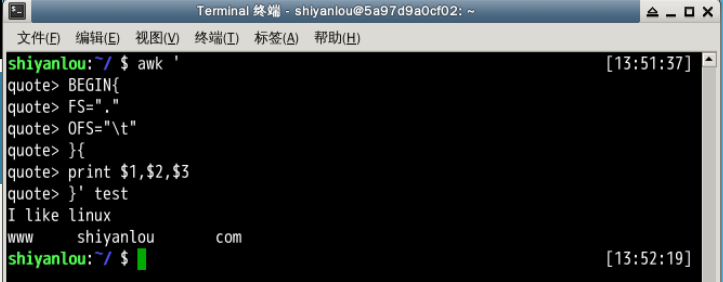 Terminal 终端 - shiyanlou@5a97d9a0cf02: ~
文件(F) 编辑(E) 视图(V) 终端(T) 标签(A) 帮助(H)
shiyanlou:~/ $ awk ' [13:51:37]
quote> BEGIN{
quote> FS="."
quote> OFS="\t"
quote> }{
quote> print $1,$2,$3
quote> }' test
I like linux
www shiyanlou com
shiyanlou:~/ $ [13:52:19]